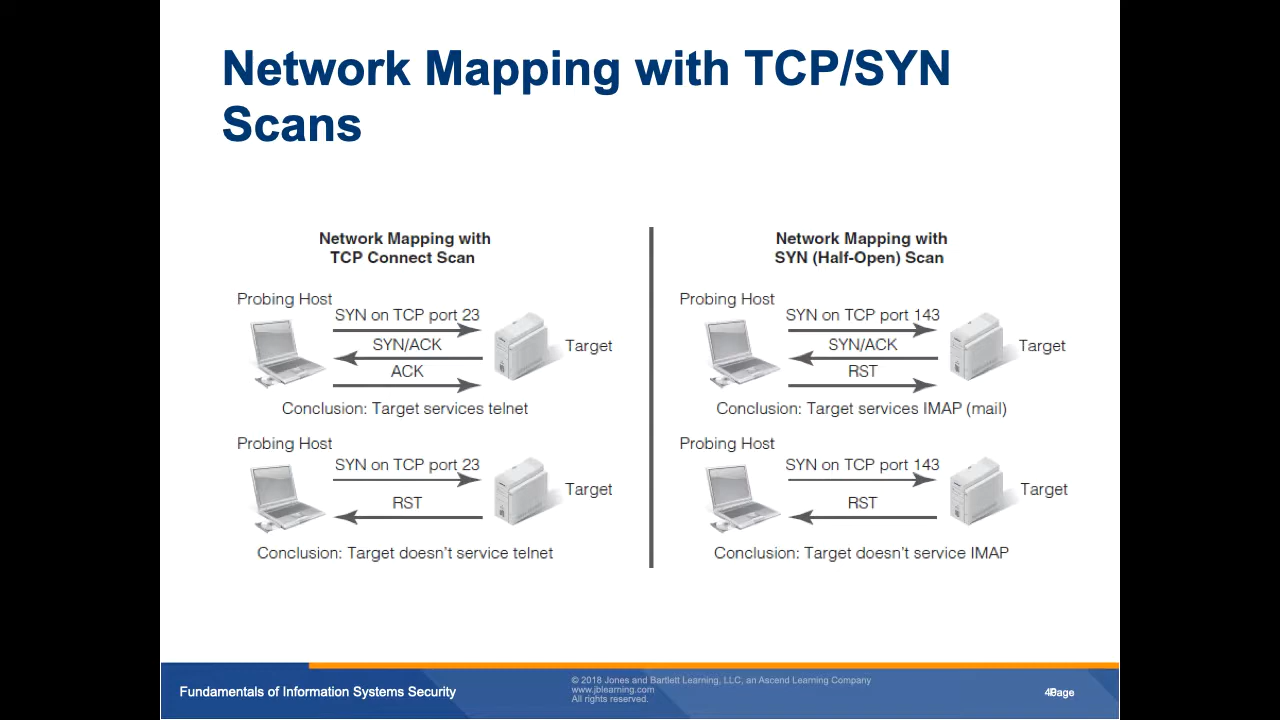 Network Mapping with TCP/SYN
Scans
Network Mapping with
TCP Connect Scan
Probing Host
SYN on TCP port 23
SYN/ACK
Target
ACK
Conclusion: Target services telnet
Probing Host
SYN on TCP port 23
Target
RST
Conclusion: Target doesn't service telnet
Network Mapping with
SYN (Half-Open) Scan
Probing Host
SYN on TCP port 143
SYN/ACK
Target
RST
Conclusion: Target services IMAP (mail)
Probing Host
SYN on TCP port 143
Target
RST
Conclusion: Target doesn't service IMAP
Fundamentals of Information Systems Security
© 2018 Jones and Bartlett Learning, LLC, an Ascend Learning Company
www.jblearning.com
All rights reserved.
Page